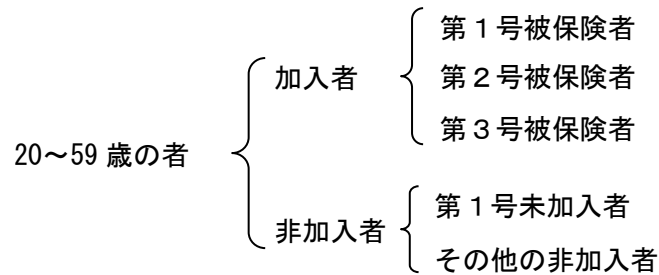 20～59 歳の者
加入者
第１号被保険者
第２号被保険者
第３号被保険者
非加入者
第１号未加入者
その他の非加入者